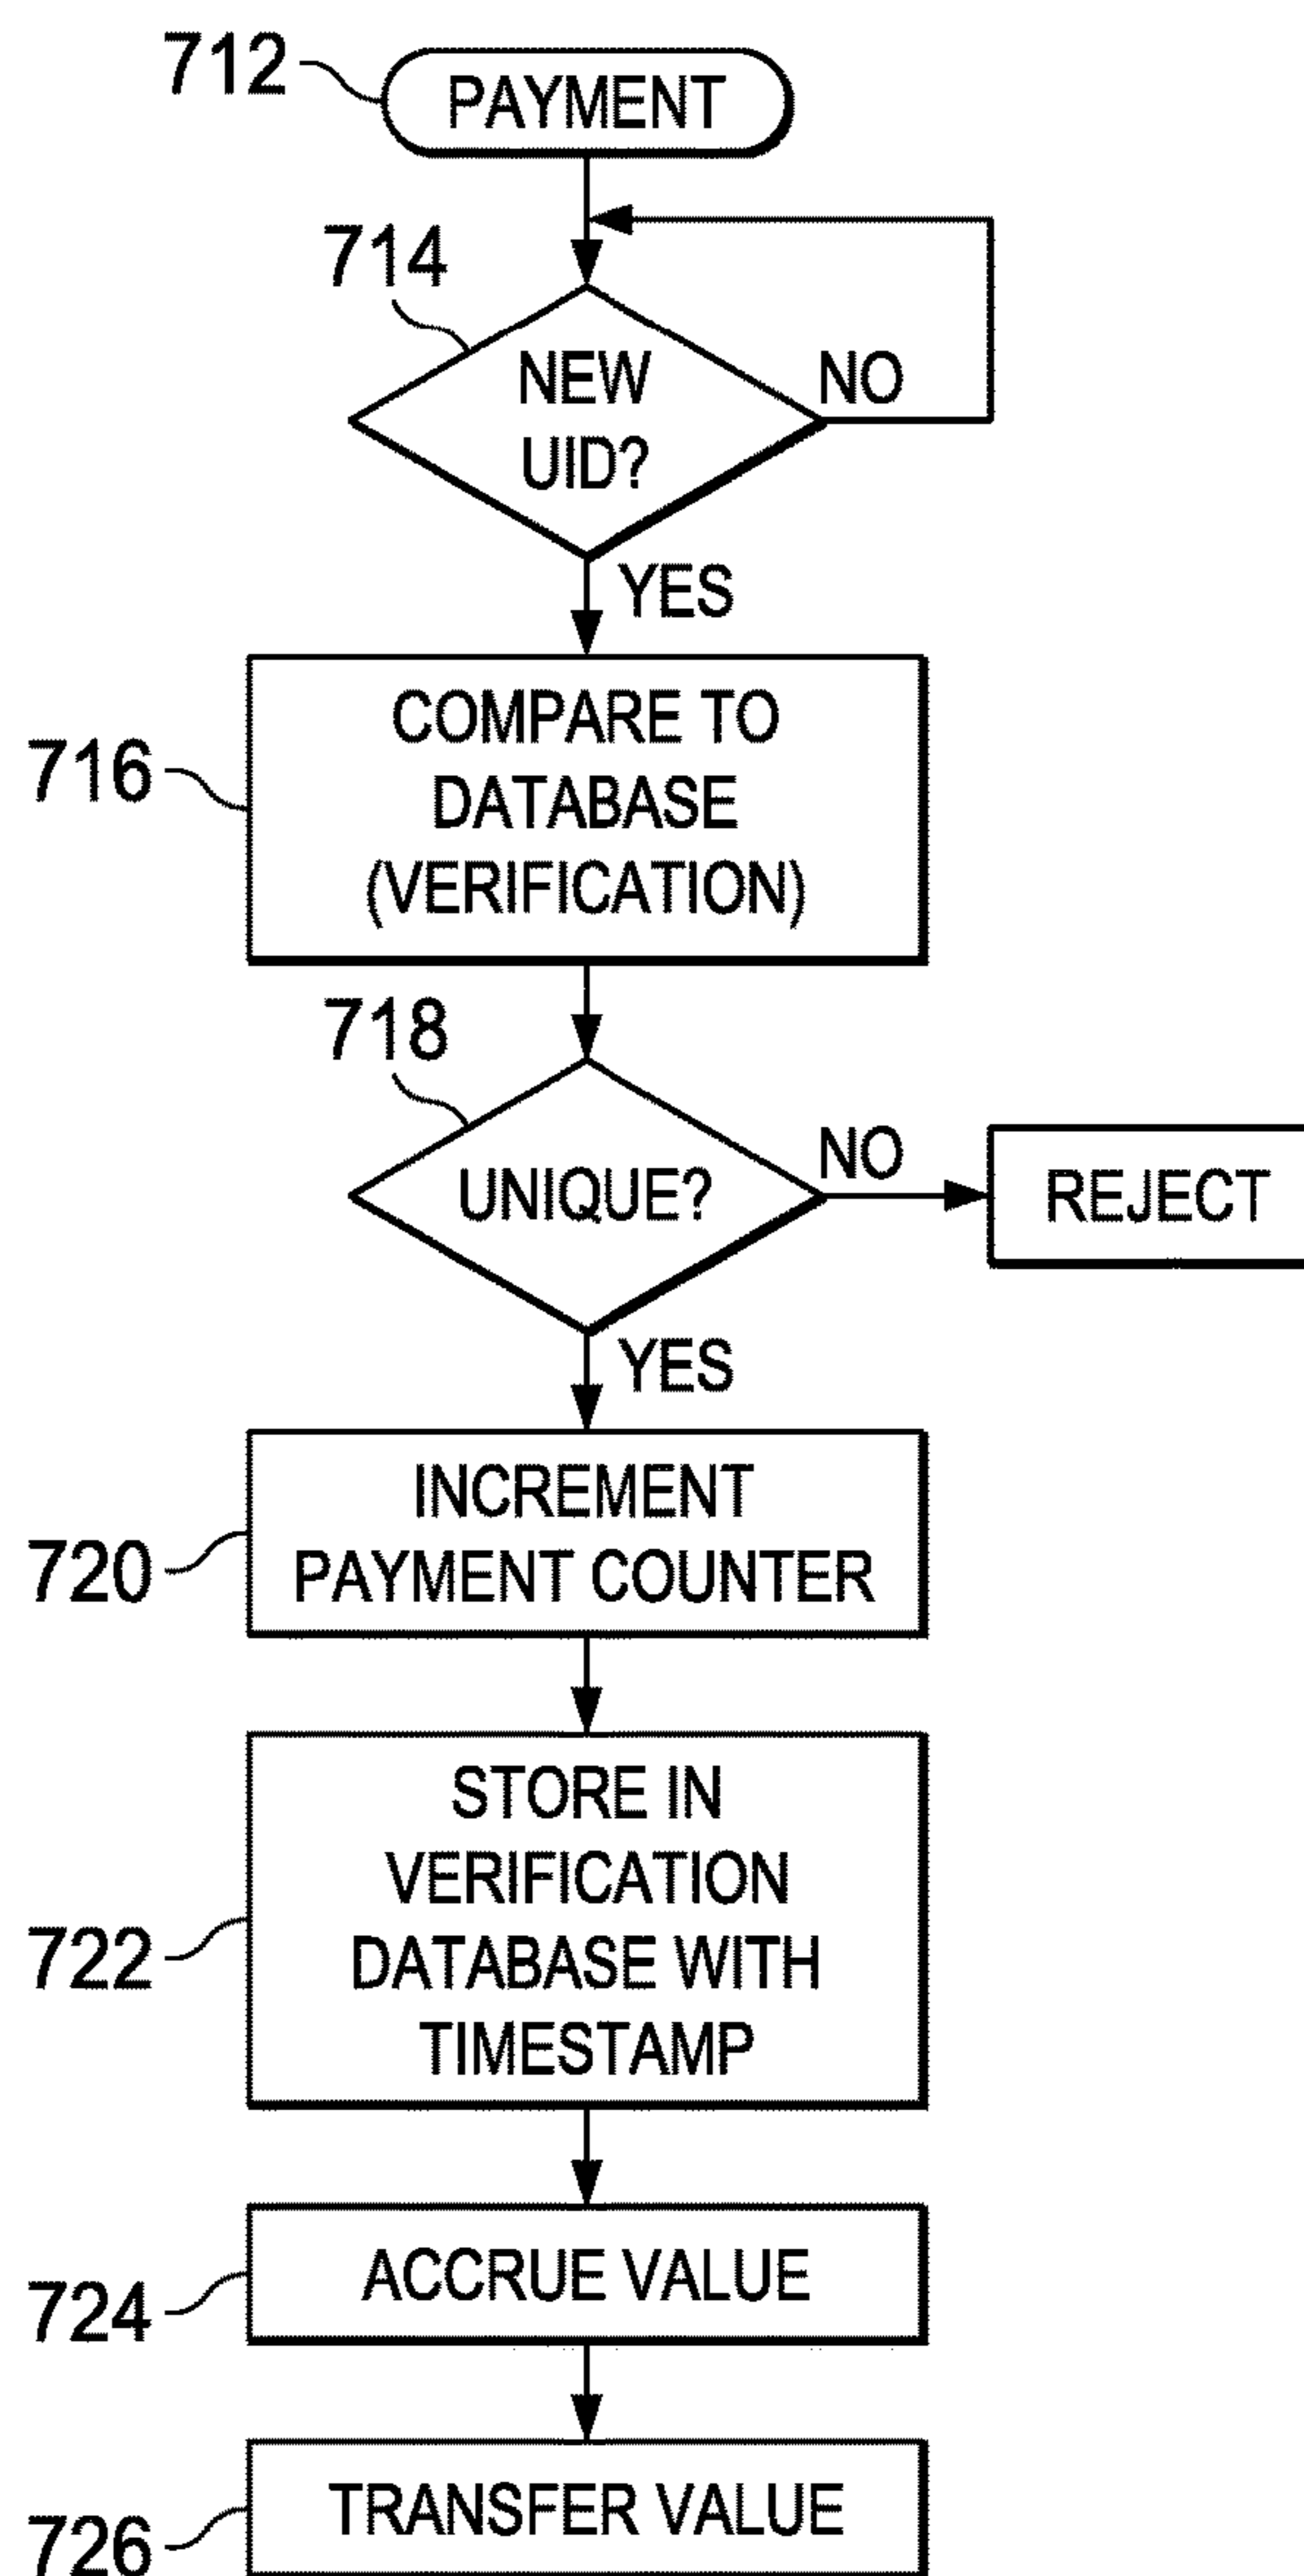 712
PAYMENT
714
NEW
UID?
NO
YES
716
COMPARE TO
DATABASE
(VERIFICATION)
718
UNIQUE?
NO
REJECT
YES
720
INCREMENT
PAYMENT COUNTER
722
STORE IN
VERIFICATION
DATABASE WITH
TIMESTAMP
724
ACCRUE VALUE
726
TRANSFER VALUE